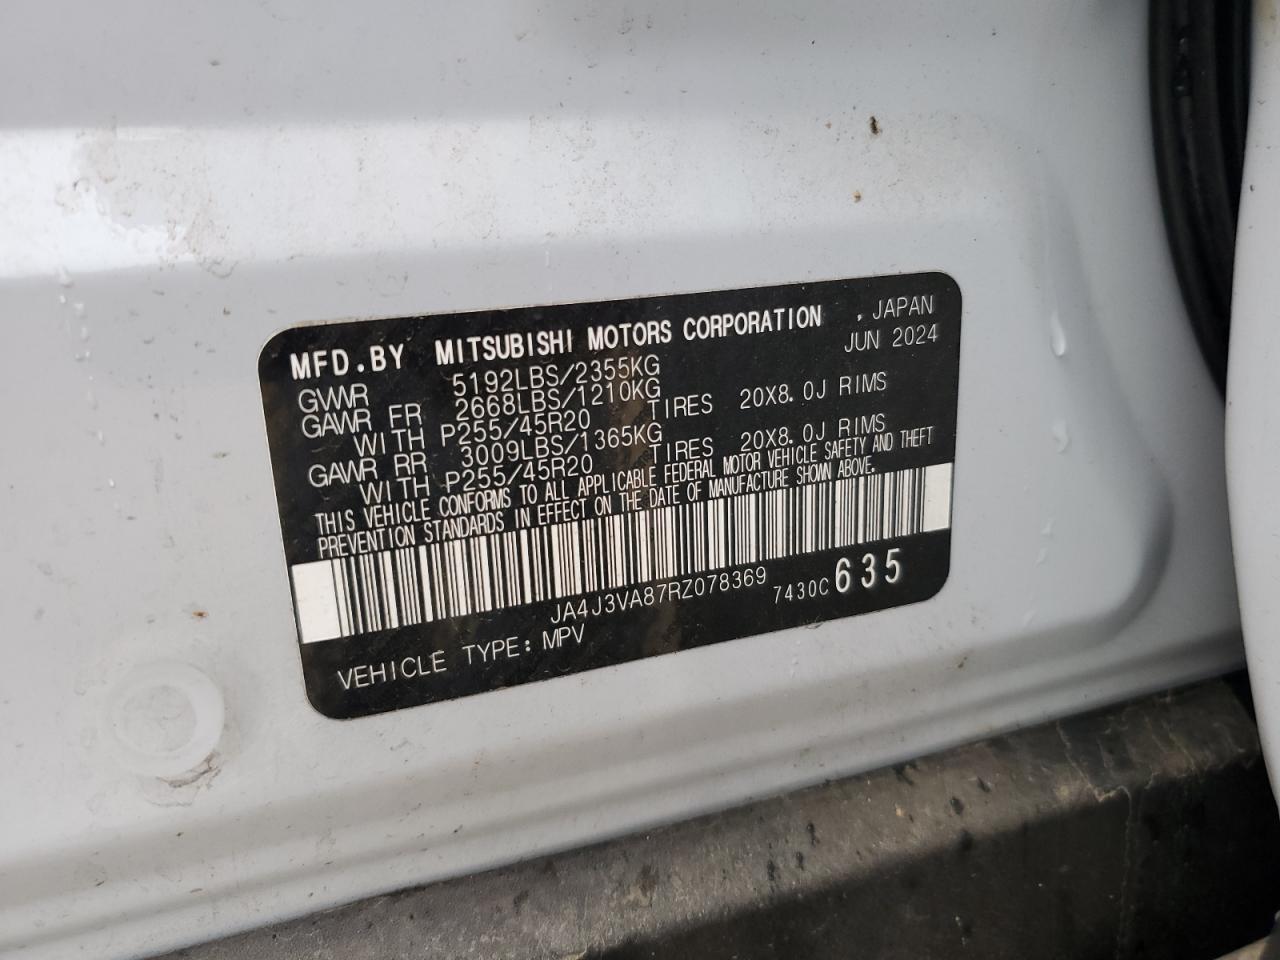 MFD.BY MITSUBISHI MOTORS CORPORATION , JAPAN
JUN 2024
GVWR 5192LBS/2355KG
GAWR FR 2668LBS/1210KG
WITH P255/45R20 TIRES 20X8.0J RIMS
GAWR RR 3009LBS/1365KG
WITH P255/45R20 TIRES 20X8.0J RIMS
THIS VEHICLE CONFORMS TO ALL APPLICABLE FEDERAL MOTOR VEHICLE SAFETY AND THEFT
PREVENTION STANDARDS IN EFFECT ON THE DATE OF MANUFACTURE SHOWN ABOVE.
JA4J3VA87RZ078369 7430C 635
VEHICLE TYPE: MPV